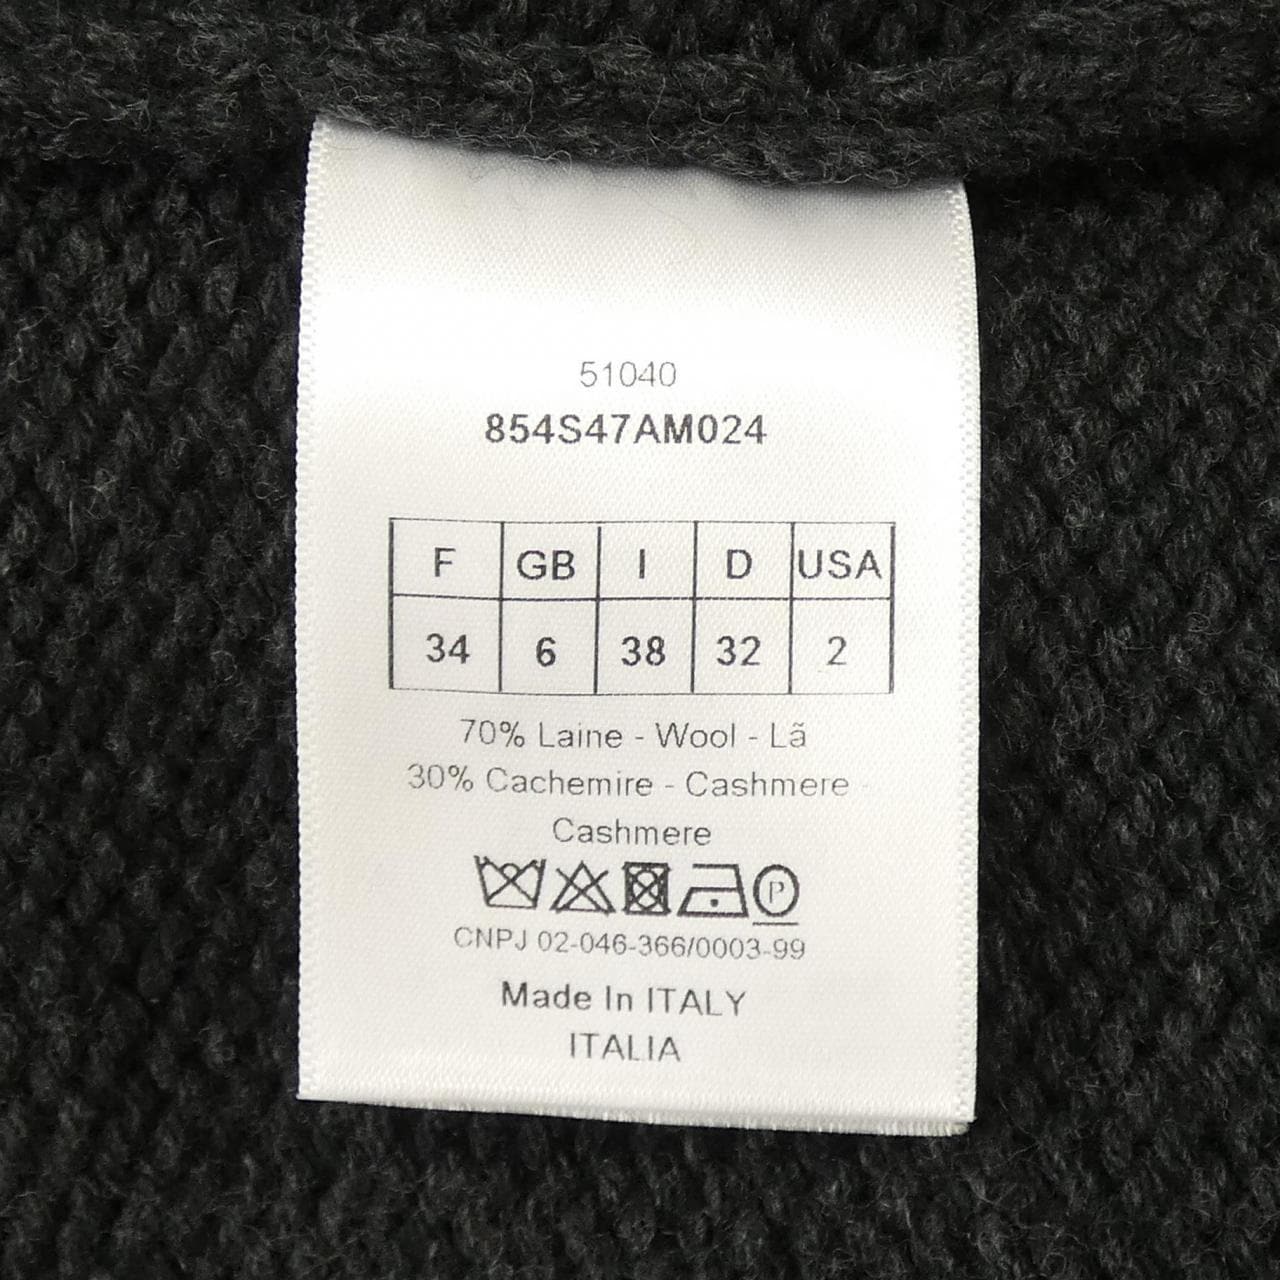 51040
854S47AM024
F GB I D USA
34 6 38 32 2
70% Laine - Wool - Lã
30% Cachemire - Cashmere -
Cashmere
P
CNPJ 02-046-366/0003-99
Made In ITALY
ITALIA